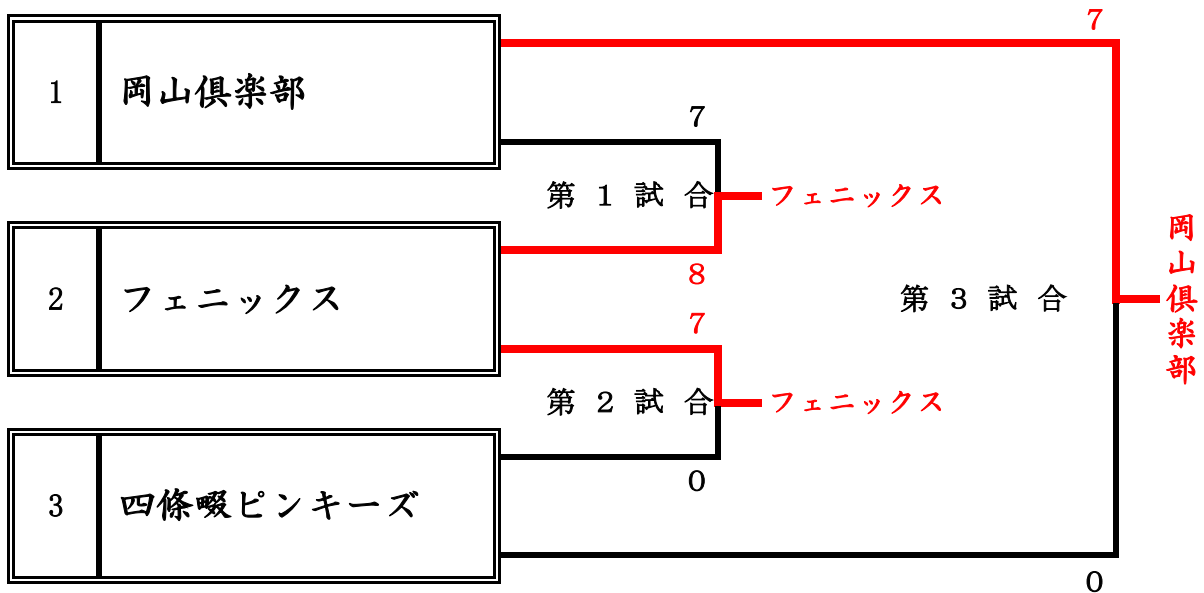 7
1 岡山倶楽部
7
第 1 試 合 フェニックス
8
2 フェニックス
第 3 試 合
岡山倶楽部
7
第 2 試 合 フェニックス
0
3 四條畷ピンキーズ
0